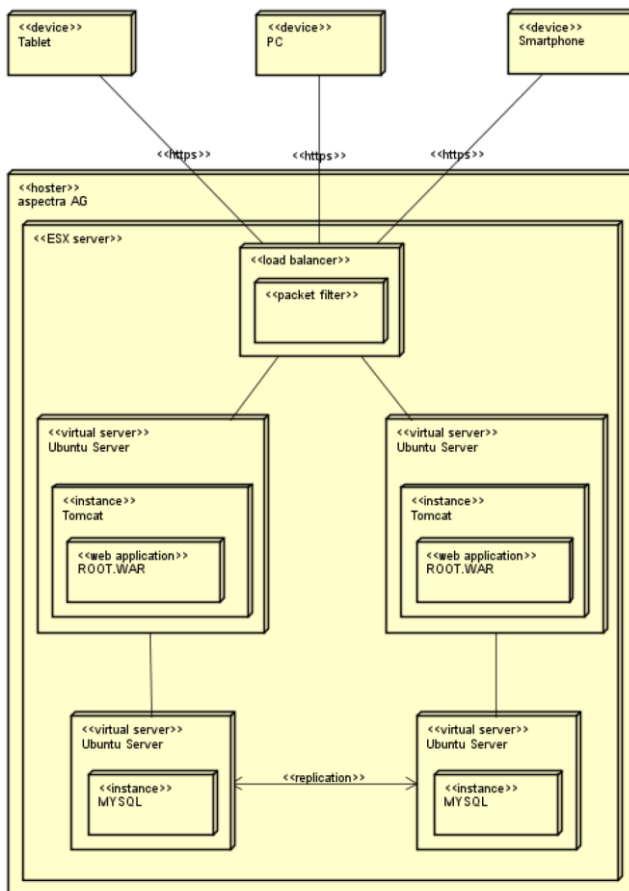 <<device>>
Tablet
<<device>>
PC
<<device>>
Smartphone
<<https>>
<<https>>
<<https>>
<<hoster>>
aspectra AG
<<ESX server>>
<<load balancer>>
<<packet filter>>
<<virtual server>>
Ubuntu Server
<<instance>>
Tomcat
<<web application>>
ROOT.WAR
<<virtual server>>
Ubuntu Server
<<instance>>
Tomcat
<<web application>>
ROOT.WAR
<<virtual server>>
Ubuntu Server
<<instance>>
MYSQL
<<replication>>
<<virtual server>>
Ubuntu Server
<<instance>>
MYSQL